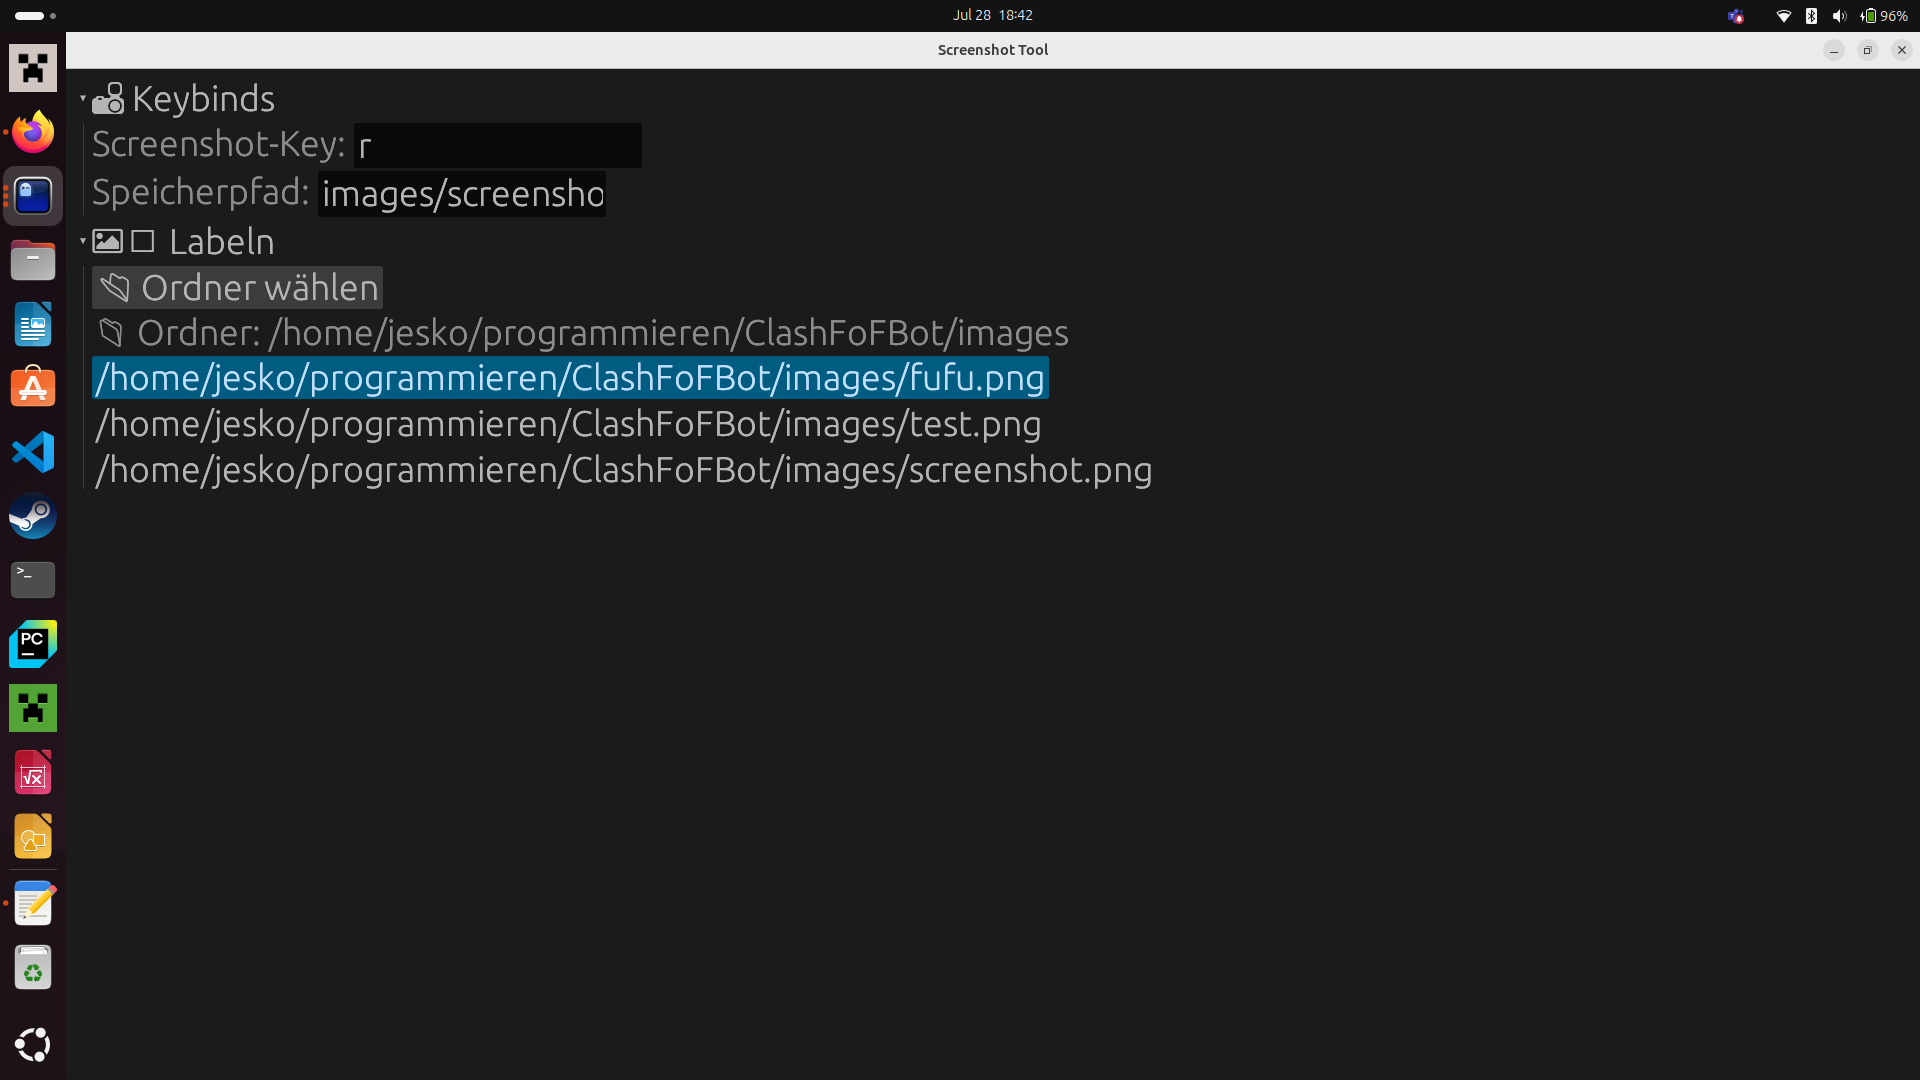 Jul 28 18:42
96%
Screenshot Tool
Keybinds
Screenshot-Key: r
Speicherpfad: images/screensho
Labeln
Ordner wählen
Ordner: /home/jesko/programmieren/ClashFoFBot/images
/home/jesko/programmieren/ClashFoFBot/images/fufu.png
/home/jesko/programmieren/ClashFoFBot/images/test.png
/home/jesko/programmieren/ClashFoFBot/images/screenshot.png
>_
PC
√x